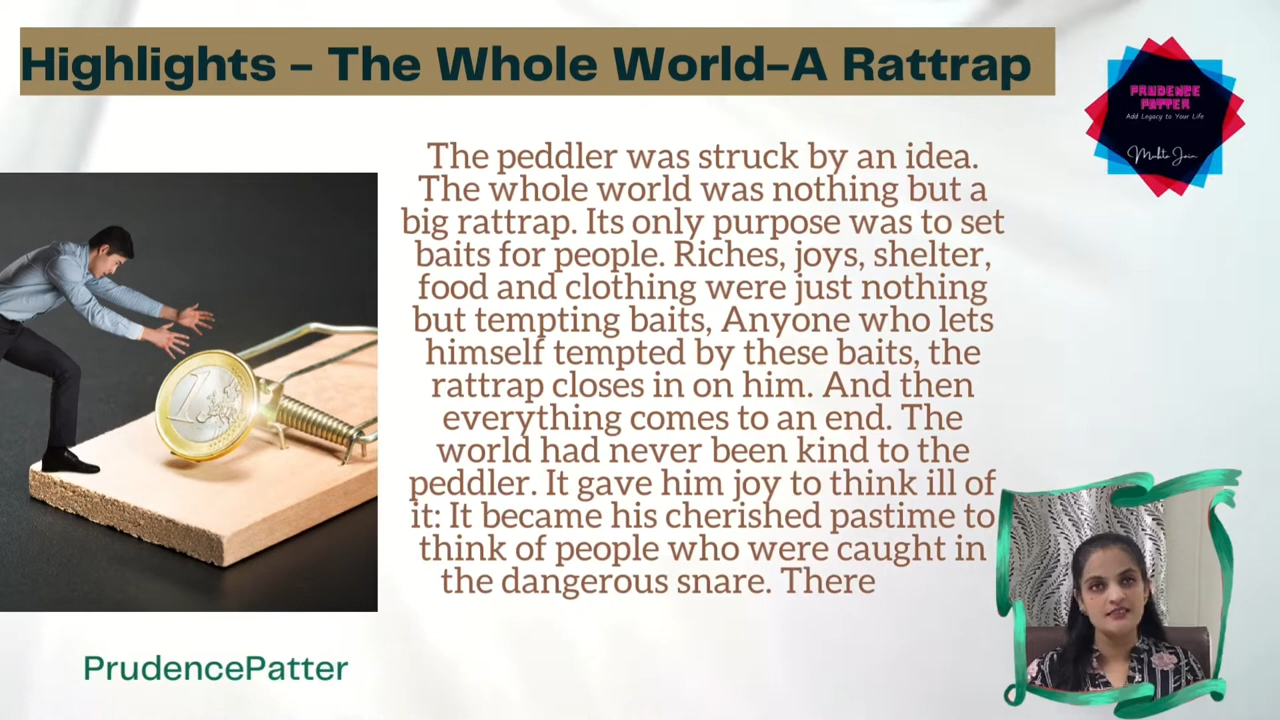 Highlights - The Whole World-A Rattrap
PRUDENCE
PATTER
Add Legacy to Your Life
Mukta Jain
The peddler was struck by an idea.
The whole world was nothing but a
big rattrap. Its only purpose was to set
baits for people. Riches, joys, shelter,
food and clothing were just nothing
but tempting baits, Anyone who lets
himself tempted by these baits, the
rattrap closes in on him. And then
everything comes to an end. The
world had never been kind to the
peddler. It gave him joy to think ill of
it: It became his cherished pastime to
think of people who were caught in
the dangerous snare. There
1
PrudencePatter